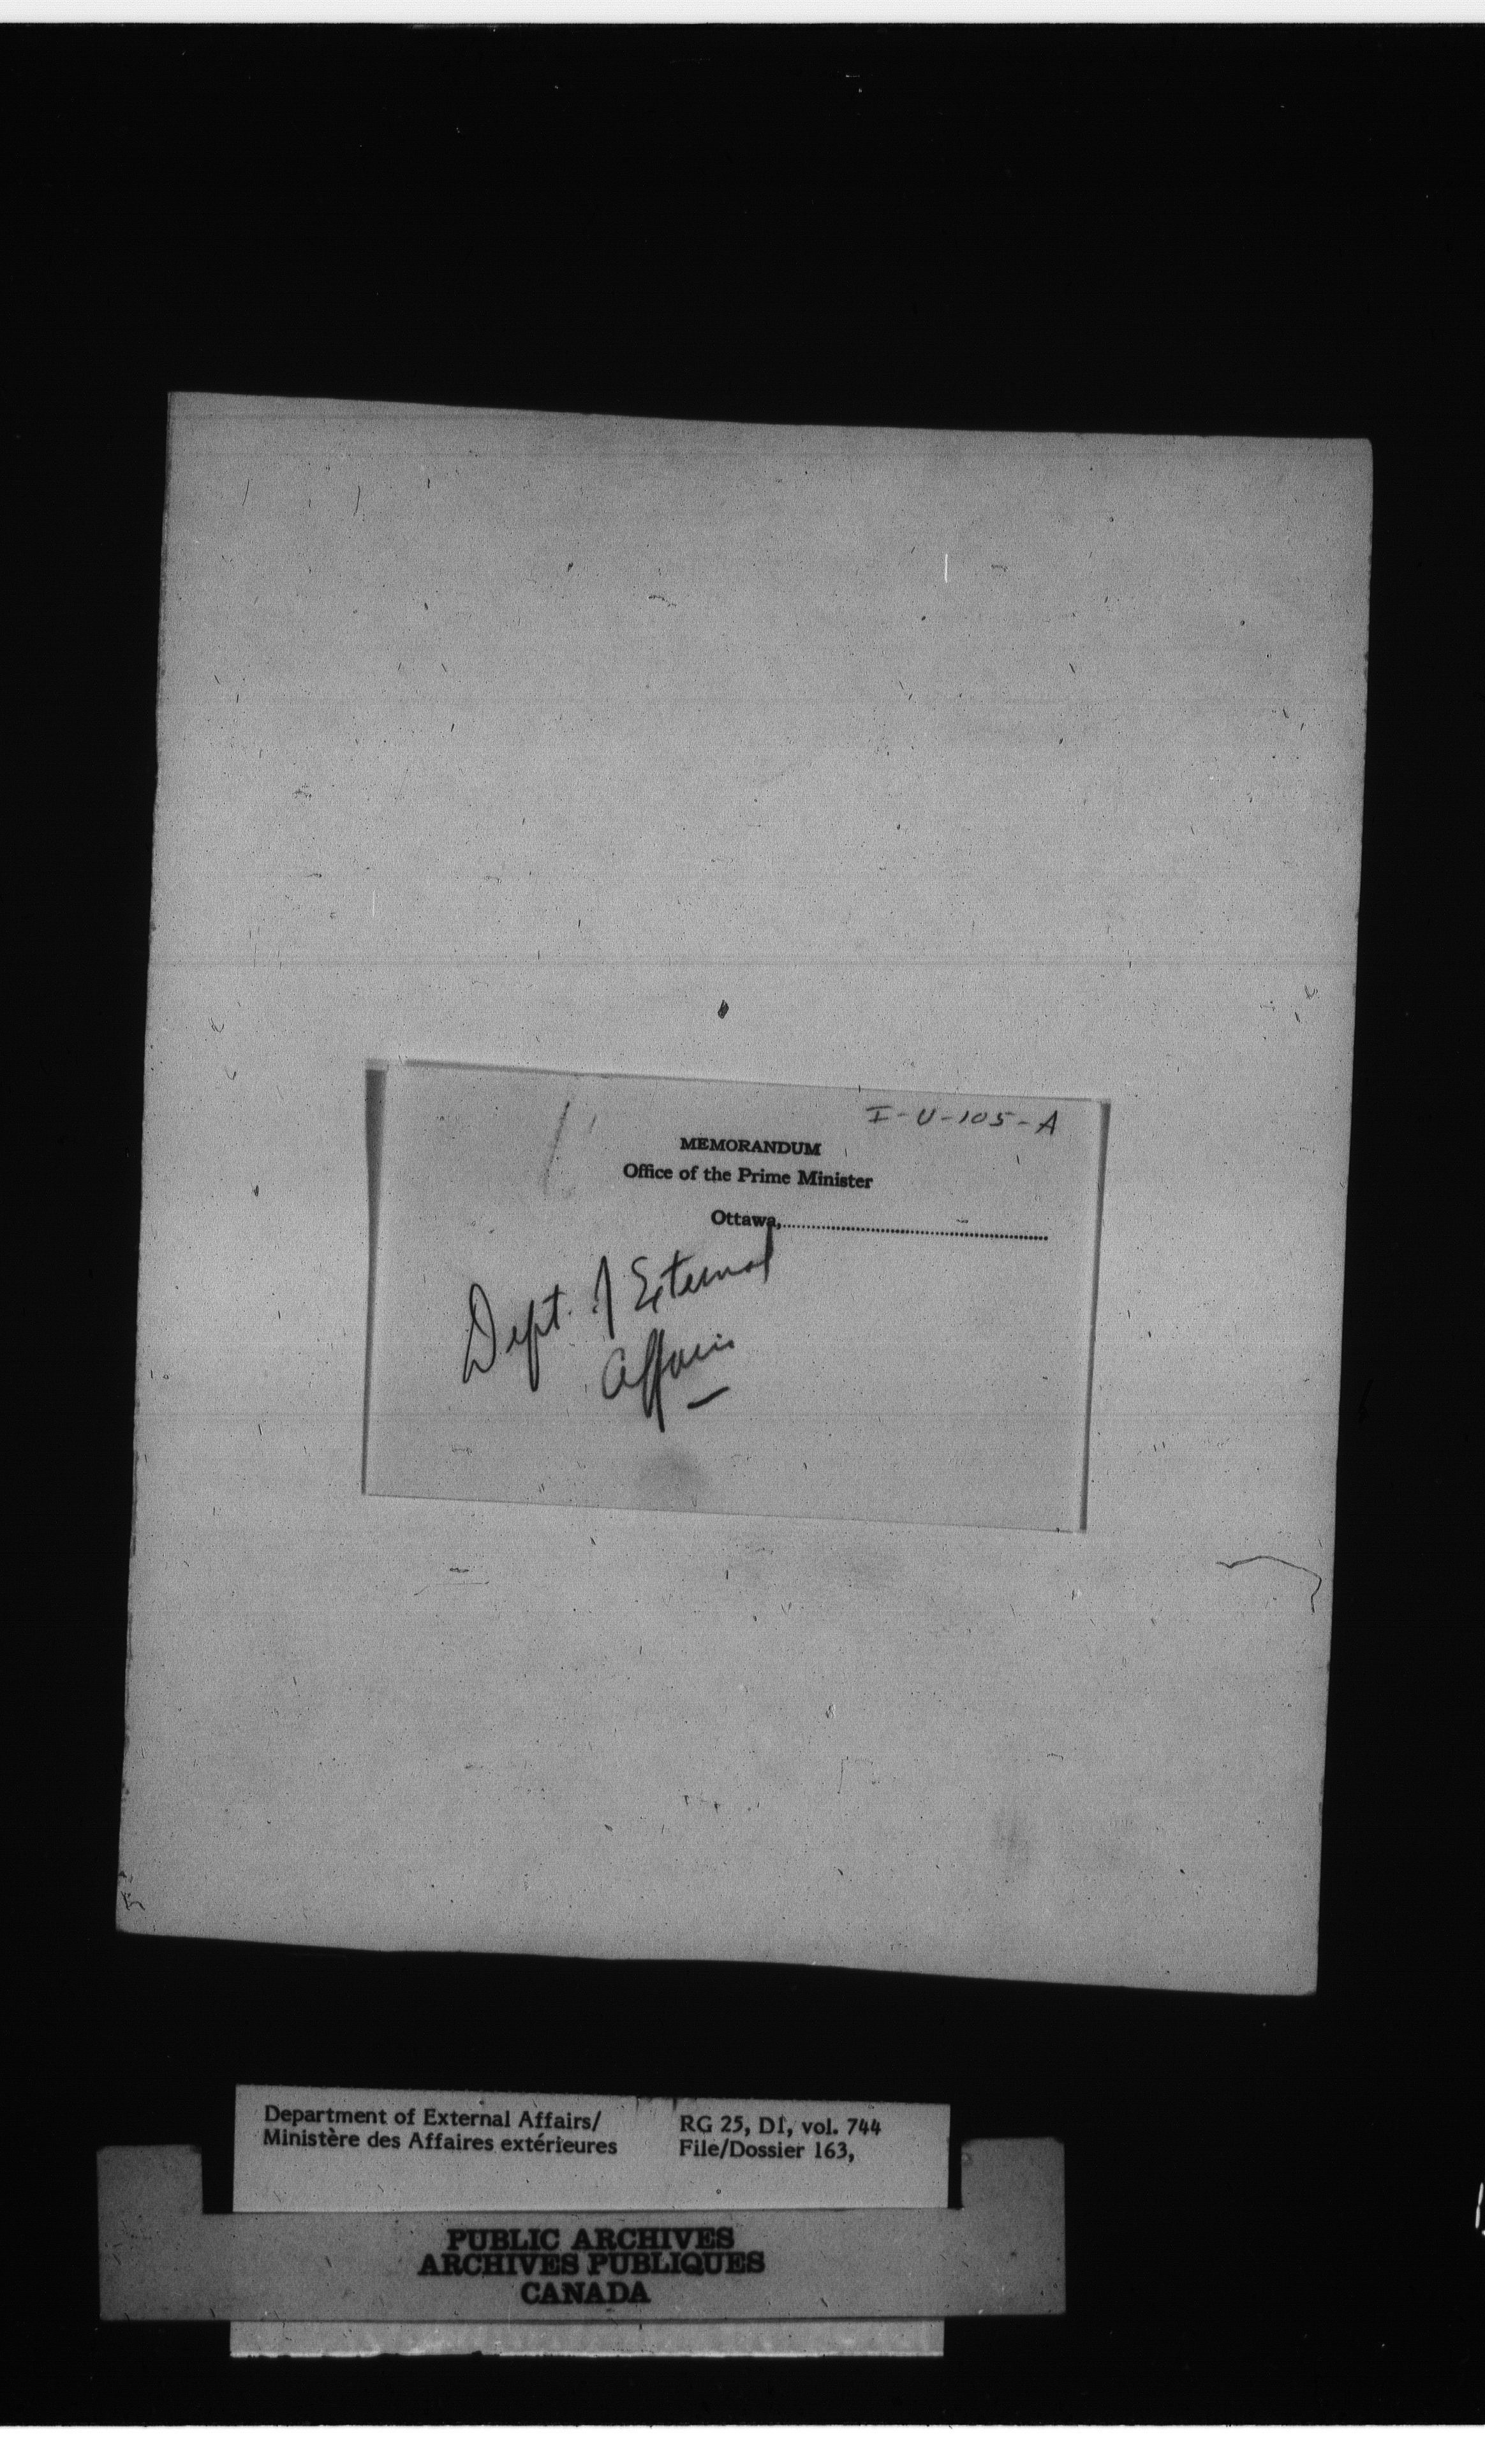 I-U-105-A
MEMORANDUM
Office of the Prime Minister
Ottawa,
Dept. of External
Affairs
Department of External Affairs/
Ministère des Affaires extérieures
RG 25, D1, vol. 744
File/Dossier 163,
PUBLIC ARCHIVES
ARCHIVES PUBLIQUES
CANADA